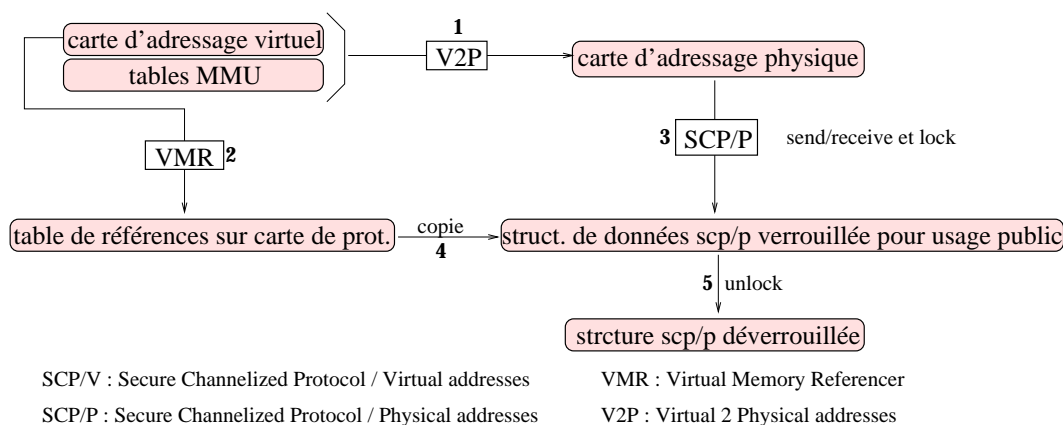 1
carte d'adressage virtuel
V2P
carte d'adressage physique
tables MMU
3
SCP/P
send/receive et lock
VMR
2
table de références sur carte de prot.
copie
4
struct. de données scp/p verrouillée pour usage public
5
unlock
strcture scp/p déverrouillée
SCP/V : Secure Channelized Protocol / Virtual addresses
VMR : Virtual Memory Referencer
SCP/P : Secure Channelized Protocol / Physical addresses
V2P : Virtual 2 Physical addresses